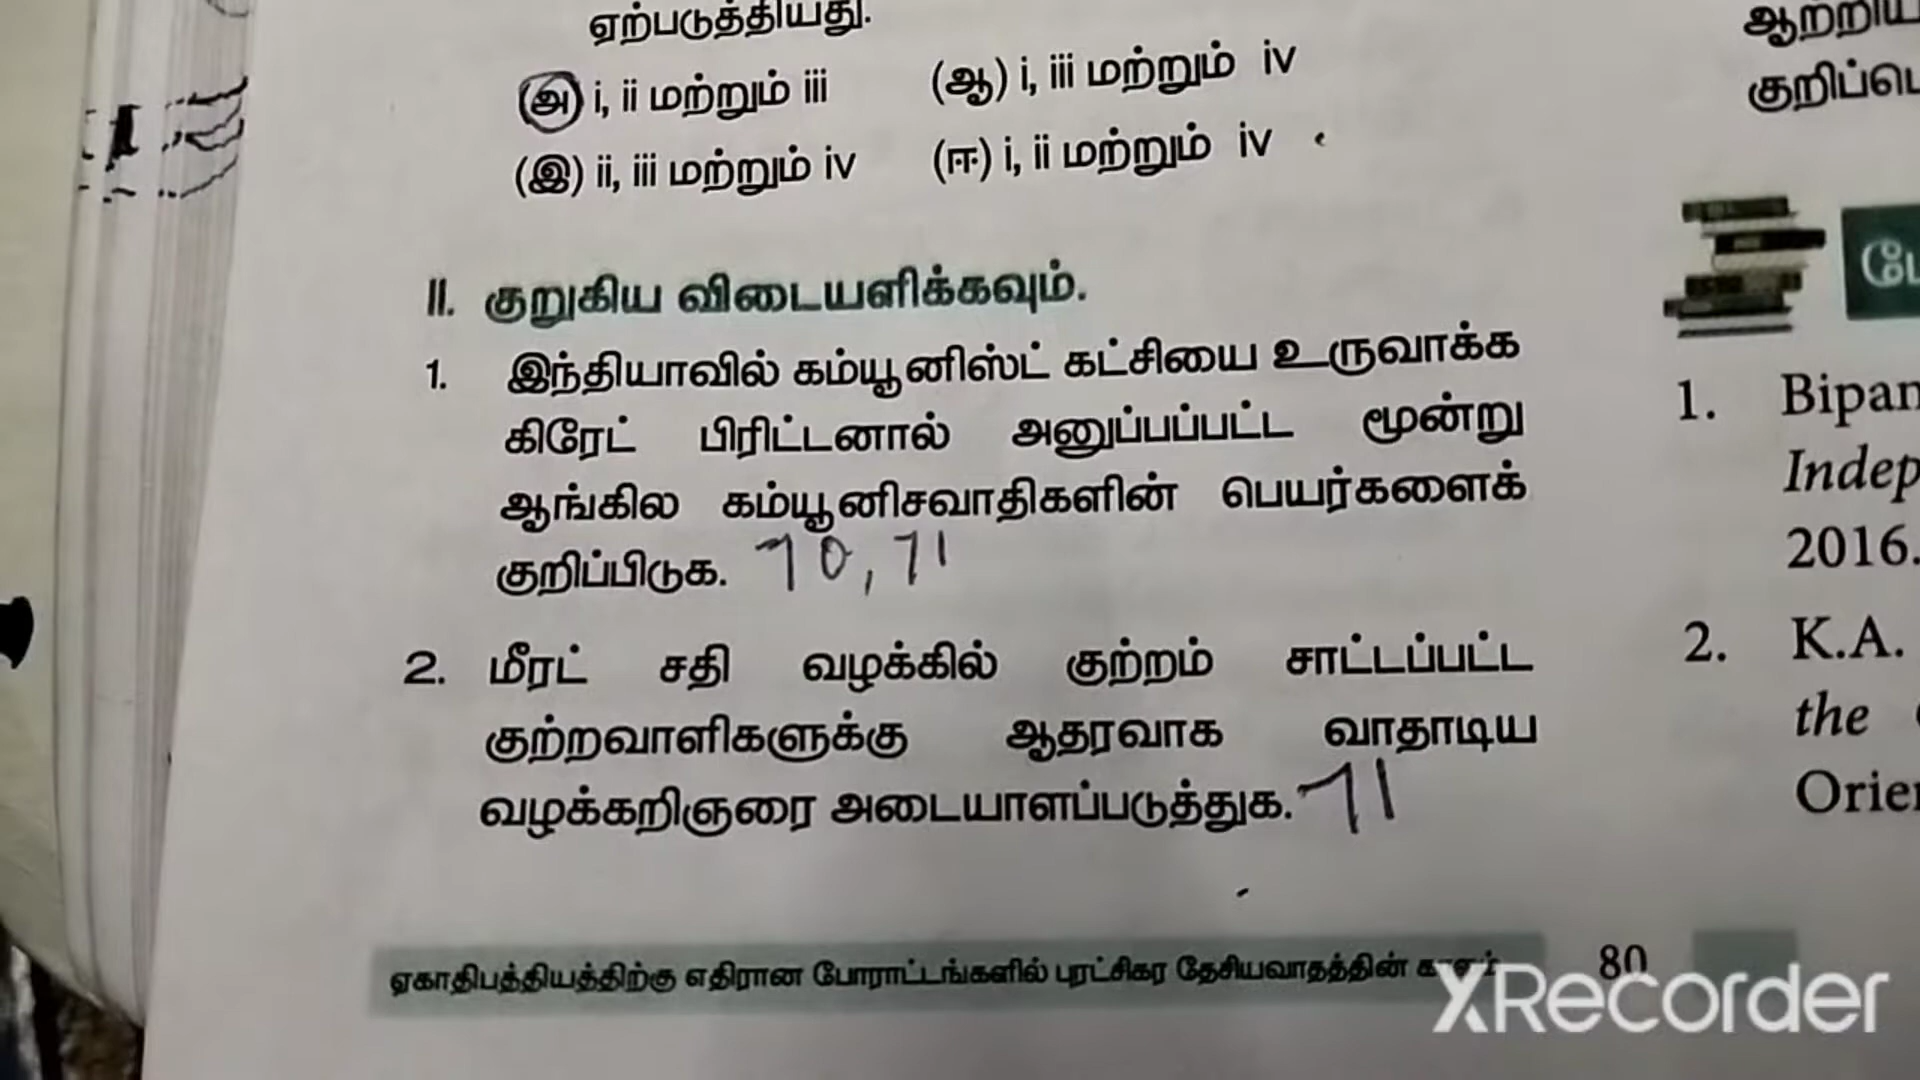 ஏற்படுத்தியது.
(அ) i, ii மற்றும் iii (ஆ) i, iii மற்றும் iv
(இ) ii, iii மற்றும் iv (ஈ) i, ii மற்றும் iv
II. குறுகிய விடையளிக்கவும்.
1. இந்தியாவில் கம்யூனிஸ்ட் கட்சியை உருவாக்க
கிரேட் பிரிட்டனால் அனுப்பப்பட்ட மூன்று
ஆங்கில கம்யூனிசவாதிகளின் பெயர்களைக்
குறிப்பிடுக. 70, 71
2. மீரட் சதி வழக்கில் குற்றம் சாட்டப்பட்ட
குற்றவாளிகளுக்கு ஆதரவாக வாதாடிய
வழக்கறிஞரை அடையாளப்படுத்துக. 71
ஏகாதிபத்தியத்திற்கு எதிரான போராட்டங்களில் புரட்சிகர தேசியவாதத்தின் காலம் 80
1. Bipan
2016.
2. K.A.
the
XRecorder